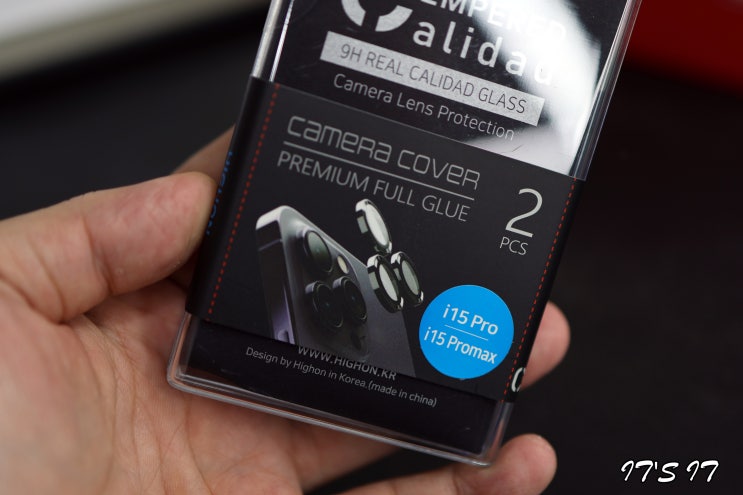 EMPERED
alidad
9H REAL CALIDAD GLASS
Camera Lens Protection
camera cover
PREMIUM FULL GLUE
2
PCS
i15 Pro
i15 Promax
WWW.HIGHON.KR
Design by Highon in Korea.(made in china)
IT'S IT